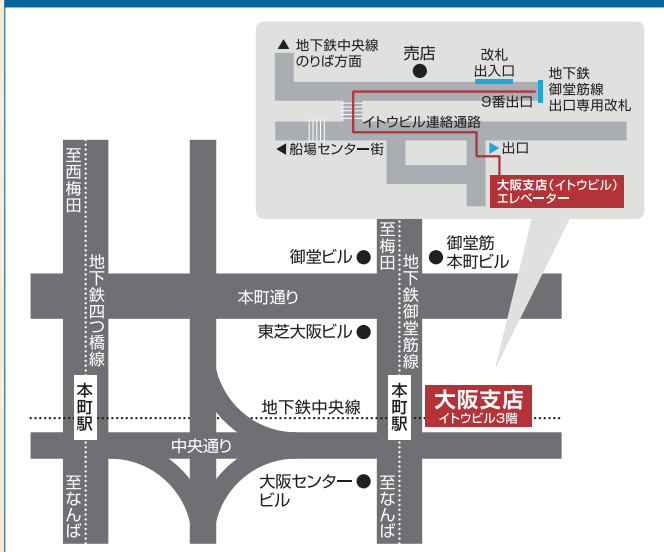 ▲ 地下鉄中央線
のりば方面
売店
改札
出入口
地下鉄
御堂筋線
出口専用改札
9番出口
イトウビル連絡通路
◀船場センター街
▶出口
大阪支店(イトウビル)
エレベーター
至西梅田
地下鉄四つ橋線
本町駅
至なんば
至梅田
地下鉄御堂筋線
本町駅
至なんば
御堂ビル
御堂筋
本町ビル
本町通り
東芝大阪ビル
地下鉄中央線
大阪支店
イトウビル3階
中央通り
大阪センター
ビル